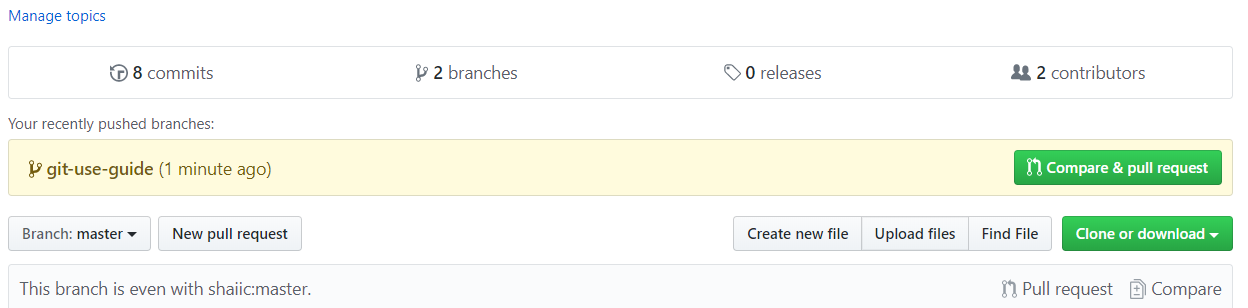 Manage topics
8 commits 2 branches 0 releases 2 contributors
Your recently pushed branches:
git-use-guide (1 minute ago) Compare & pull request
Branch: master New pull request Create new file Upload files Find File Clone or download
This branch is even with shaiic:master. Pull request Compare